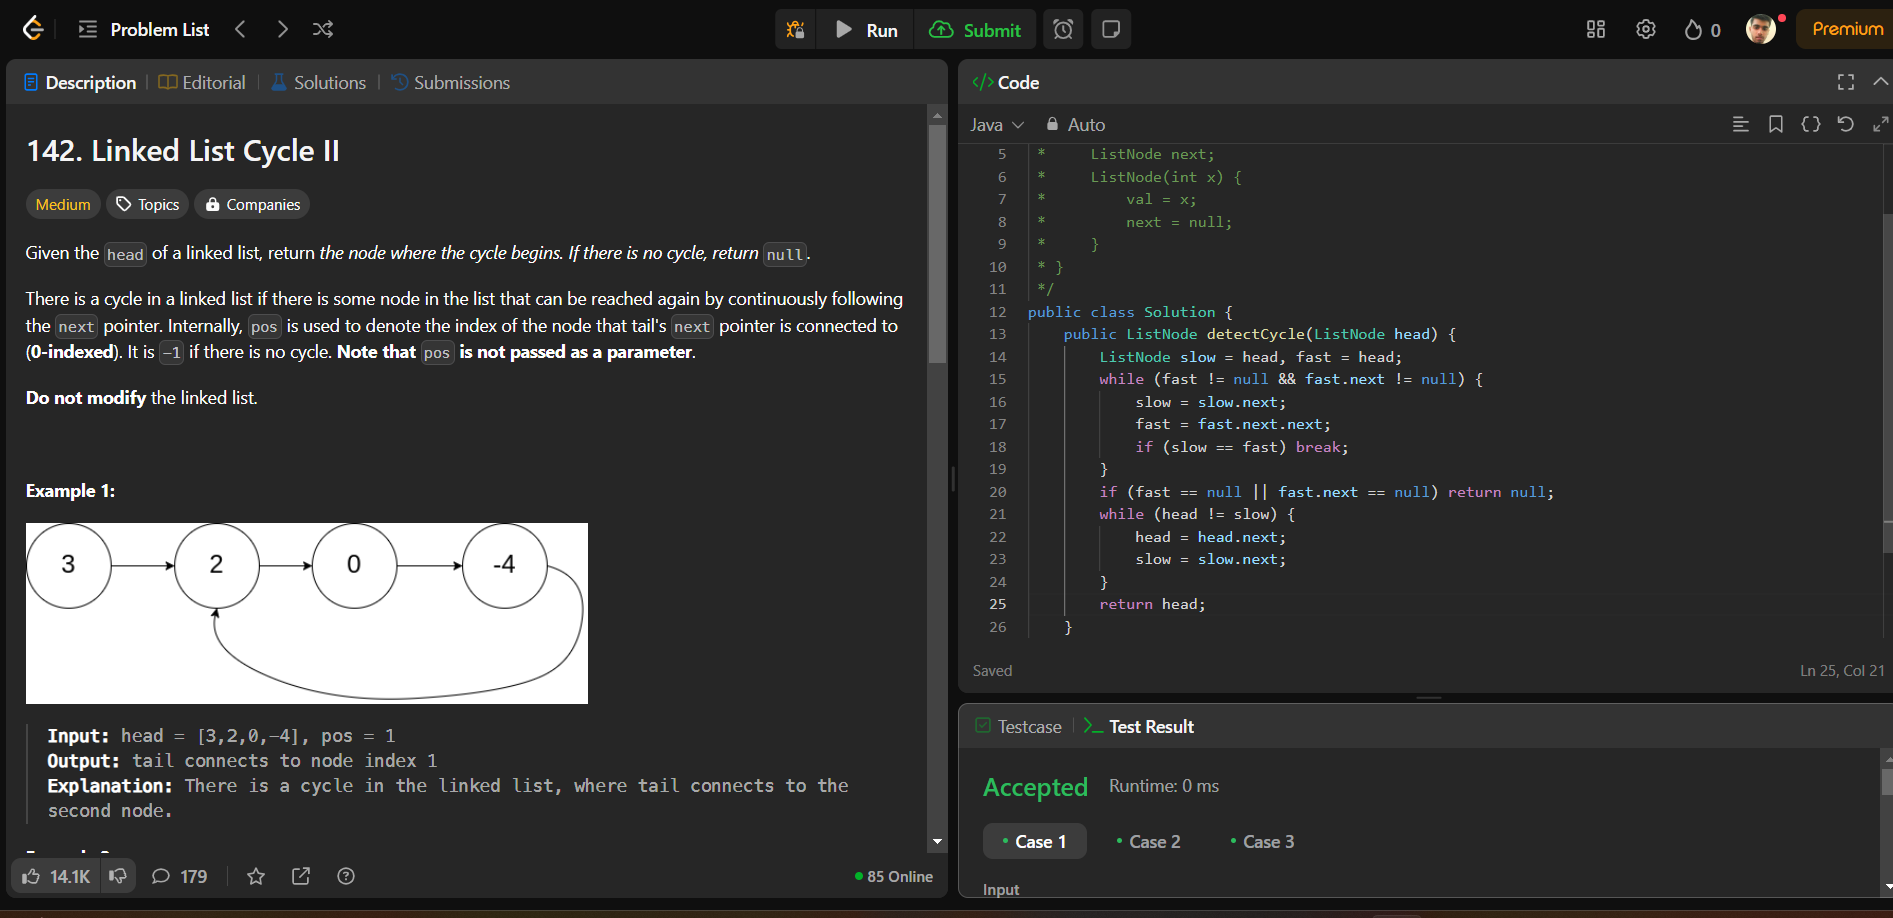 Problem List
Run
Submit
0
Premium
Description
Editorial
Solutions
Submissions
142. Linked List Cycle II
Medium
Topics
Companies
Given the head of a linked list, return the node where the cycle begins. If there is no cycle, return null.
There is a cycle in a linked list if there is some node in the list that can be reached again by continuously following
the next pointer. Internally, pos is used to denote the index of the node that tail's next pointer is connected to
(0-indexed). It is -1 if there is no cycle. Note that pos is not passed as a parameter.
Do not modify the linked list.
Example 1:
3 2 0 -4
Input: head = [3,2,0,-4], pos = 1
Output: tail connects to node index 1
Explanation: There is a cycle in the linked list, where tail connects to the
second node.
14.1K
179
85 Online
</> Code
Java
Auto
5 * ListNode next;
6 * ListNode(int x) {
7 * val = x;
8 * next = null;
9 * }
10 * }
11 */
12 public class Solution {
13 public ListNode detectCycle(ListNode head) {
14 ListNode slow = head, fast = head;
15 while (fast != null && fast.next != null) {
16 slow = slow.next;
17 fast = fast.next.next;
18 if (slow == fast) break;
19 }
20 if (fast == null || fast.next == null) return null;
21 while (head != slow) {
22 head = head.next;
23 slow = slow.next;
24 }
25 return head;
26 }
Saved
Ln 25, Col 21
Testcase
Test Result
Accepted
Runtime: 0 ms
Case 1
Case 2
Case 3
Input